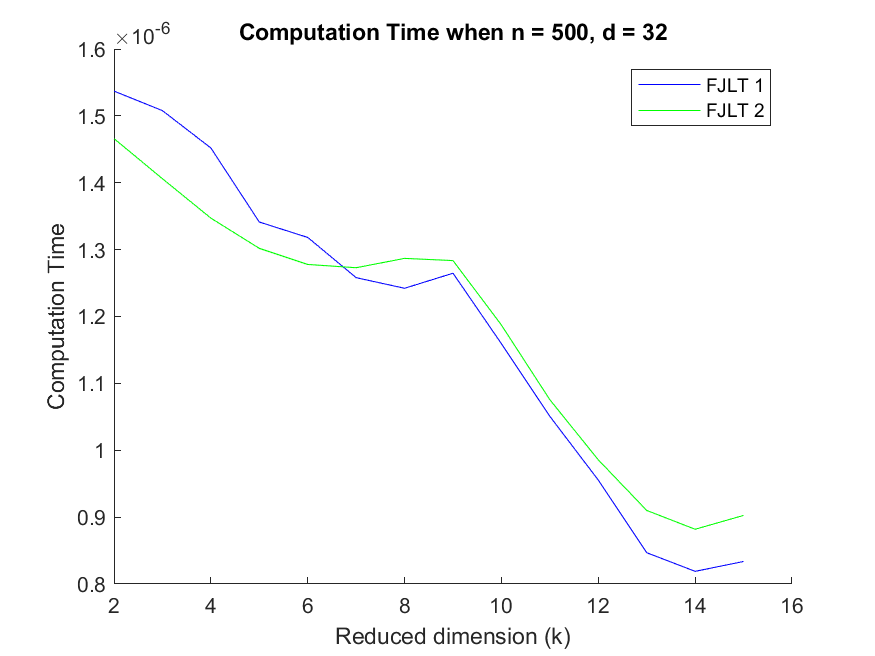 Computation Time when n = 500, d = 32
×10^-6
1.6
1.5
1.4
1.3
1.2
1.1
1
0.9
0.8
Computation Time
FJLT 1
FJLT 2
2 4 6 8 10 12 14 16
Reduced dimension (k)